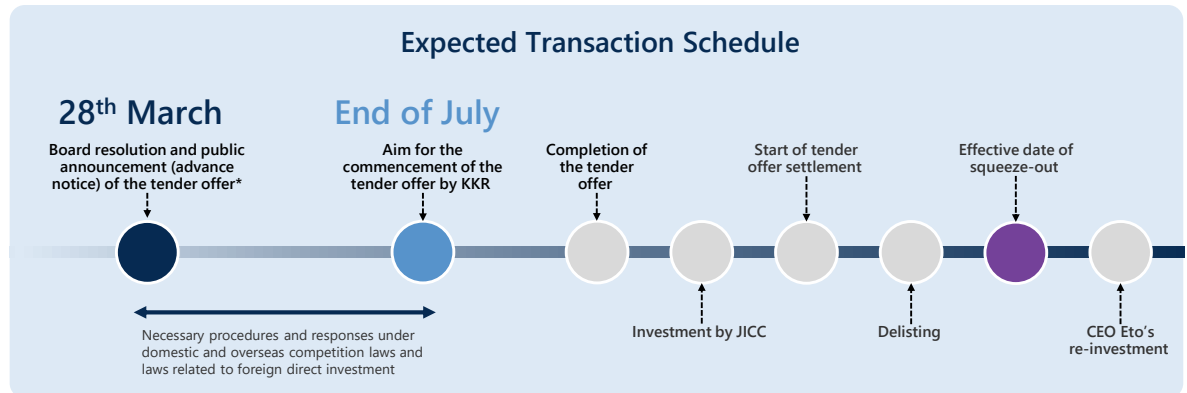 Expected Transaction Schedule
28th March
Board resolution and public
announcement (advance
notice) of the tender offer*
End of July
Aim for the
commencement of the
tender offer by KKR
Completion of
the tender
offer
Start of tender
offer settlement
Effective date of
squeeze-out
Investment by JICC
Delisting
CEO Eto's
re-investment
Necessary procedures and responses under
domestic and overseas competition laws and
laws related to foreign direct investment